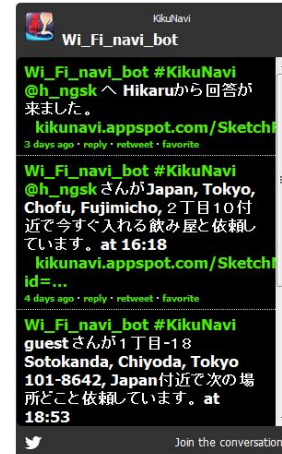 KikuNavi
Wi_Fi_navi_bot
Wi_Fi_navi_bot #KikuNavi
@h_ngsk へ Hikaruから回答が
来ました。
kikunavi.appspot.com/SketchR
3 days ago · reply · retweet · favorite
Wi_Fi_navi_bot #KikuNavi
@h_ngskさんがJapan, Tokyo,
Chofu, Fujimicho, 2丁目10付
近で今すぐ入れる飲み屋と依頼し
ています。at 16:18
kikunavi.appspot.com/SketchR
id=...
4 days ago · reply · retweet · favorite
Wi_Fi_navi_bot #KikuNavi
guestさんが1丁目-18
Sotokanda, Chiyoda, Tokyo
101-8642, Japan付近で次の場
所どこと依頼しています。at
18:53
Join the conversation